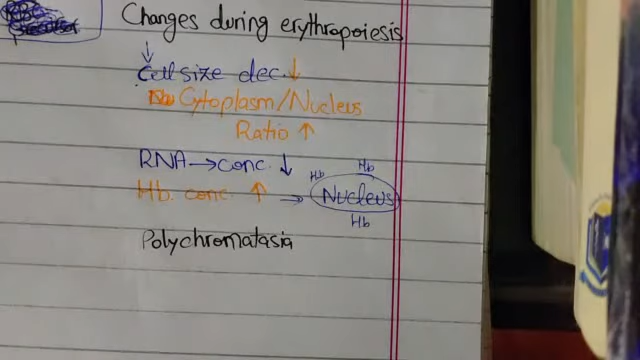 Changes during erythropoiesis
↓
Cell size dec. ↓
Cytoplasm/Nucleus
Ratio ↑
RNA → conc. ↓
Hb Hb
Hb. conc. ↑ → Nucleus
Hb
Polychromatasia